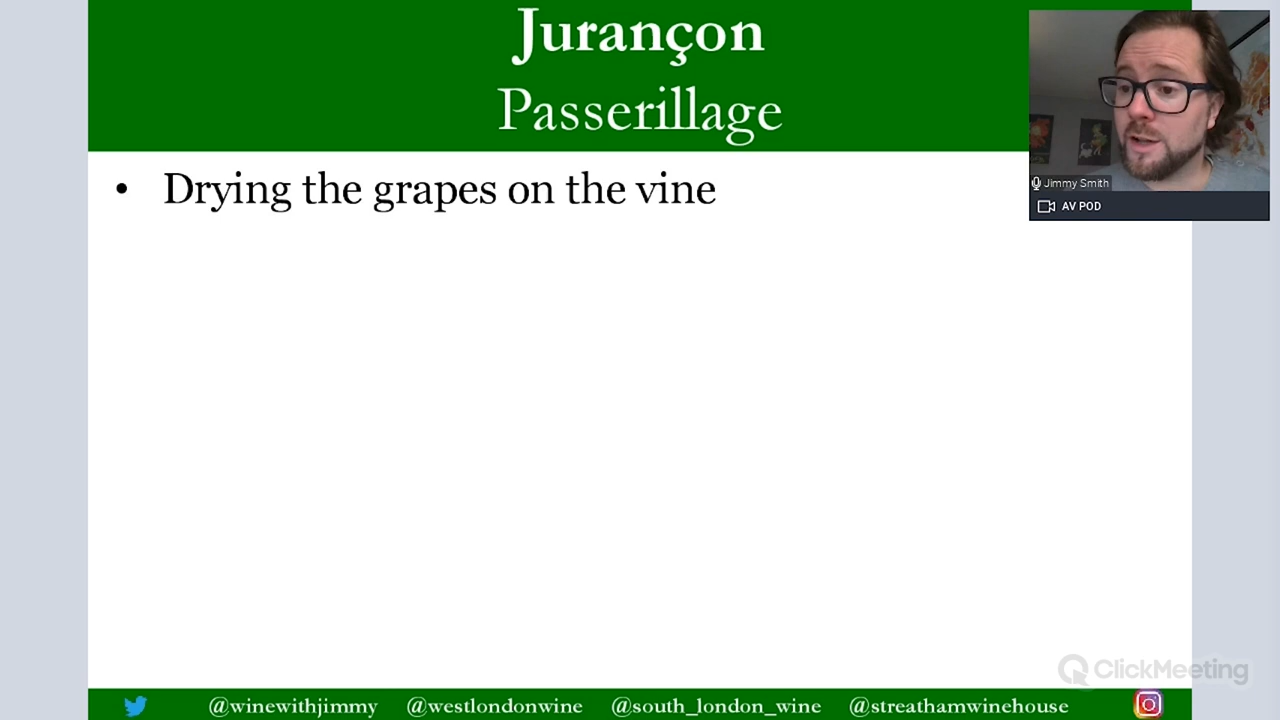 Jurançon
Passerillage
• Drying the grapes on the vine
Jimmy Smith
AV POD
ClickMeeting
@winewithjimmy @westlondonwine @south_london_wine @streathamwinehouse